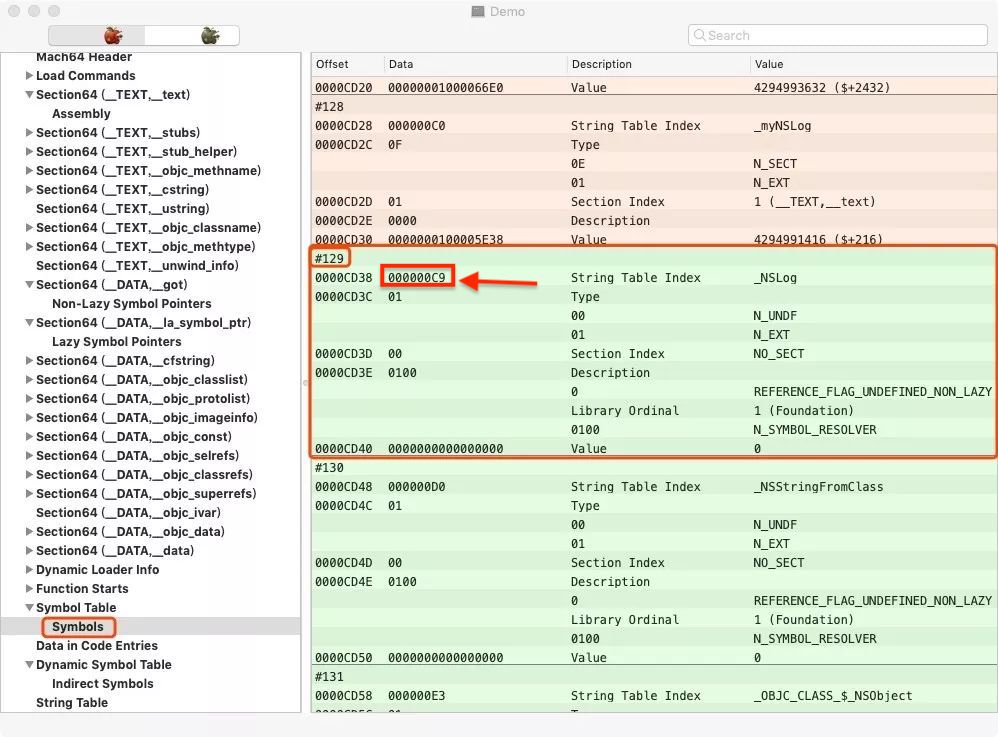 Demo
Search
Mach64 Header
Load Commands
Section64 (__TEXT,__text)
Assembly
Section64 (__TEXT,__stubs)
Section64 (__TEXT,__stub_helper)
Section64 (__TEXT,__objc_methname)
Section64 (__TEXT,__cstring)
Section64 (__TEXT,__ustring)
Section64 (__TEXT,__objc_classname)
Section64 (__TEXT,__objc_methtype)
Section64 (__TEXT,__unwind_info)
Section64 (__DATA,__got)
Non-Lazy Symbol Pointers
Section64 (__DATA,__la_symbol_ptr)
Lazy Symbol Pointers
Section64 (__DATA,__cfstring)
Section64 (__DATA,__objc_classlist)
Section64 (__DATA,__objc_protolist)
Section64 (__DATA,__objc_imageinfo)
Section64 (__DATA,__objc_const)
Section64 (__DATA,__objc_selrefs)
Section64 (__DATA,__objc_classrefs)
Section64 (__DATA,__objc_superrefs)
Section64 (__DATA,__objc_ivar)
Section64 (__DATA,__objc_data)
Section64 (__DATA,__data)
Dynamic Loader Info
Function Starts
Symbol Table
Symbols
Data in Code Entries
Dynamic Symbol Table
Indirect Symbols
String Table
Offset Data Description Value
0000CD20 00000001000066E0 Value 4294993632 ($+2432)
#128
0000CD28 000000C0 String Table Index _myNSLog
0000CD2C 0F Type
0E N_SECT
01 N_EXT
0000CD2D 01 Section Index 1 (__TEXT,__text)
0000CD2E 0000 Description
0000CD30 0000000100005E38 Value 4294991416 ($+216)
#129
0000CD38 000000C9 String Table Index _NSLog
0000CD3C 01 Type
00 N_UNDF
01 N_EXT
0000CD3D 00 Section Index NO_SECT
0000CD3E 0100 Description
0 REFERENCE_FLAG_UNDEFINED_NON_LAZY
Library Ordinal 1 (Foundation)
0100 N_SYMBOL_RESOLVER
0000CD40 0000000000000000 Value 0
#130
0000CD48 000000D0 String Table Index _NSStringFromClass
0000CD4C 01 Type
00 N_UNDF
01 N_EXT
0000CD4D 00 Section Index NO_SECT
0000CD4E 0100 Description
0 REFERENCE_FLAG_UNDEFINED_NON_LAZY
Library Ordinal 1 (Foundation)
0100 N_SYMBOL_RESOLVER
0000CD50 0000000000000000 Value 0
#131
0000CD58 000000E3 String Table Index _OBJC_CLASS_$_NSObject